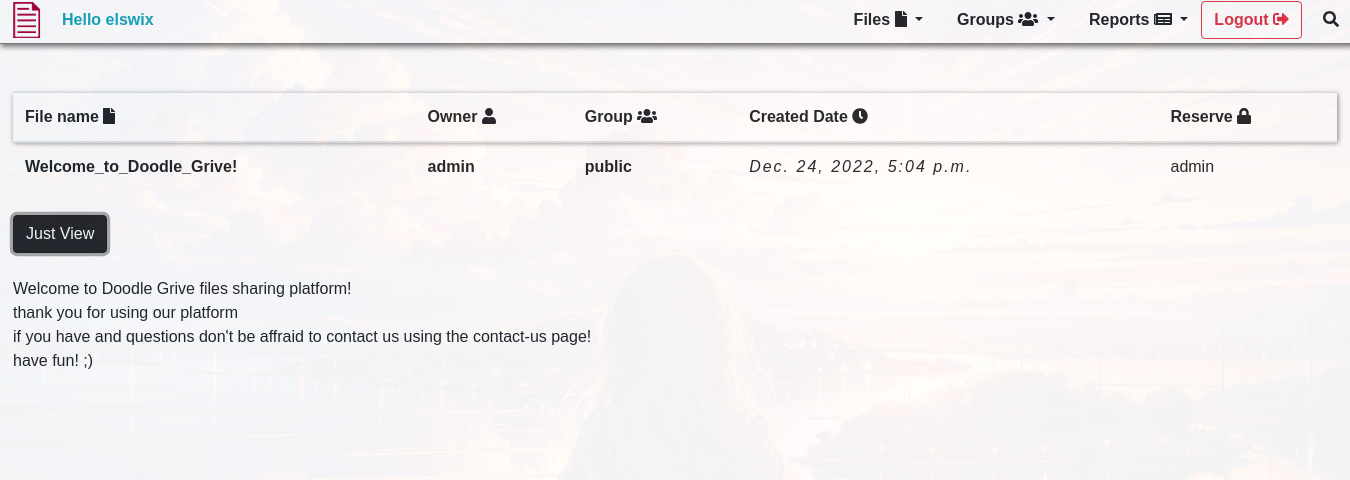 Hello elswix Files Groups Reports Logout
File name Owner Group Created Date Reserve
Welcome_to_Doodle_Grive! admin public Dec. 24, 2022, 5:04 p.m. admin
Just View
Welcome to Doodle Grive files sharing platform!
thank you for using our platform
if you have and questions don't be affraid to contact us using the contact-us page!
have fun! ;)